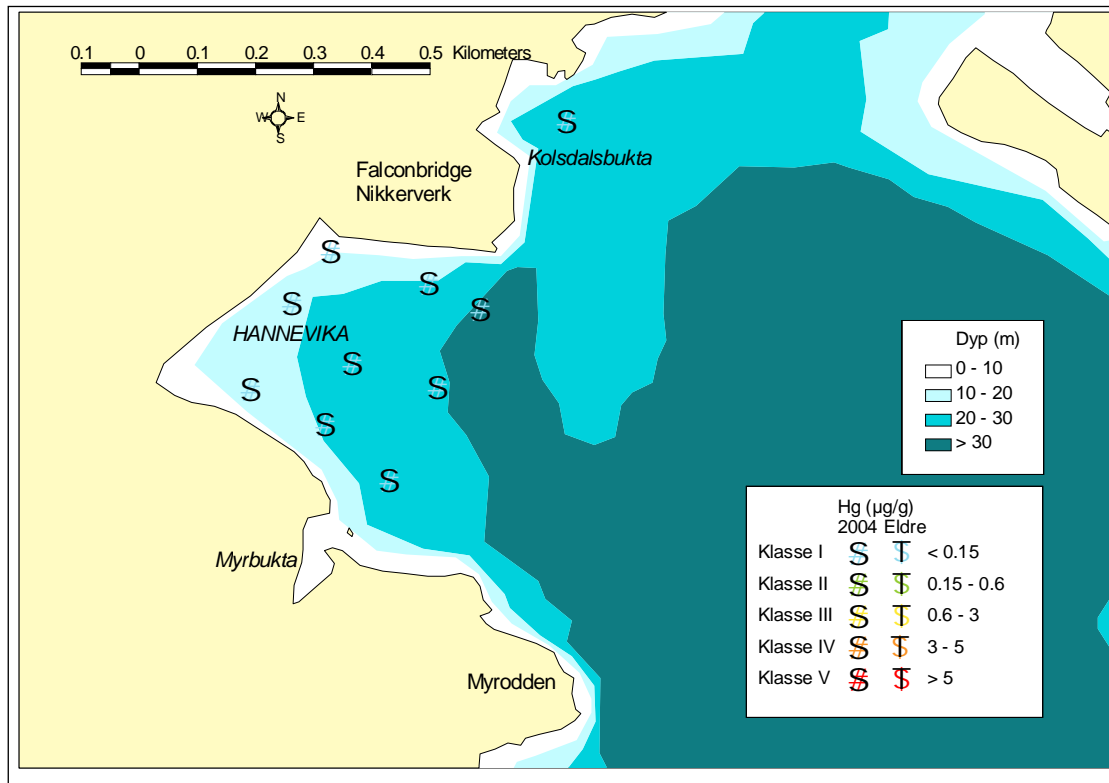 0.1 0 0.1 0.2 0.3 0.4 0.5 Kilometers
N
W E
S
S
Kolsdalsbukta
Falconbridge
Nikkerverk
S
S
S
S
HANNEVIKA
S
S
S
S
S
Myrbukta
Myrodden
Dyp (m)
0 - 10
10 - 20
20 - 30
> 30
Hg (µg/g)
2004 Eldre
Klasse I S T < 0.15
Klasse II S T 0.15 - 0.6
Klasse III S T 0.6 - 3
Klasse IV S T 3 - 5
Klasse V S T > 5